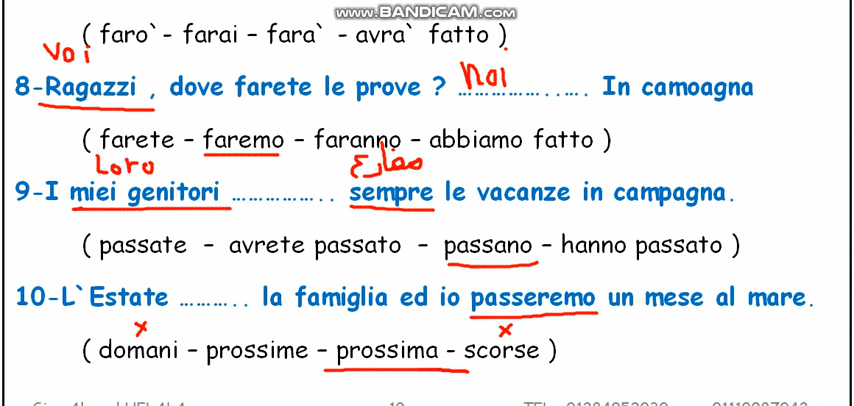 www.BANDICAM.com
( faro` - farai – fara` - avra` fatto )
voi
8-Ragazzi , dove farete le prove ? noi ………………..…. In camoagna
( farete – faremo – faranno – abbiamo fatto )
Loro مضارع
9-I miei genitori …………….. sempre le vacanze in campagna.
( passate – avrete passato – passano – hanno passato )
10-L`Estate ……….. la famiglia ed io passeremo un mese al mare.
x x
( domani – prossime – prossima – scorse )